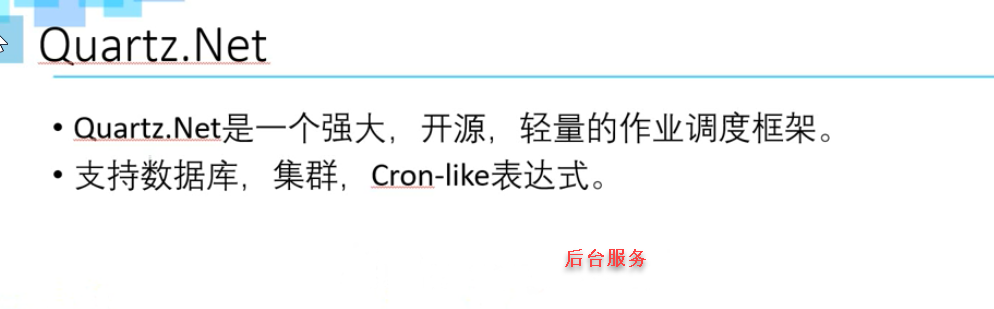 Quartz.Net
• Quartz.Net是一个强大，开源，轻量的作业调度框架。
• 支持数据库，集群，Cron-like表达式。
后台服务